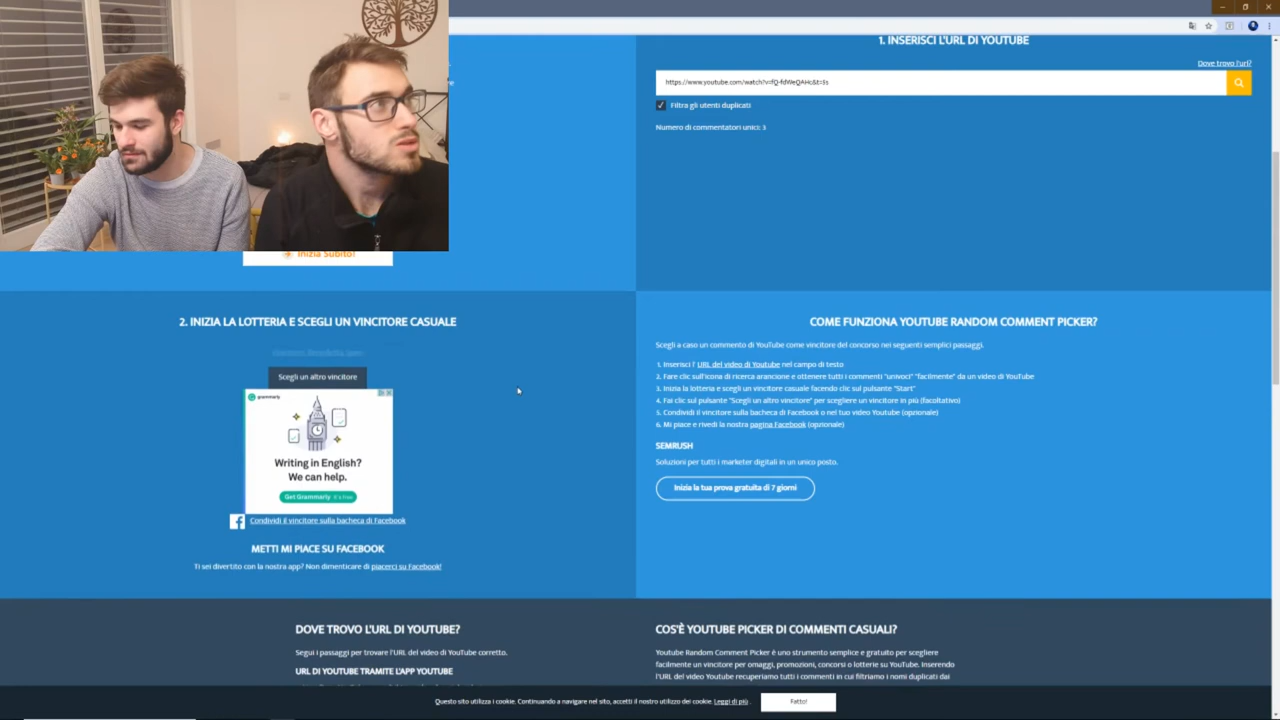 1. INSERISCI L'URL DI YOUTUBE
Dove trovo l'url?
Filtra gli utenti duplicati
Numero di commentatori unici: 3
Inizia Subito!
2. INIZIA LA LOTTERIA E SCEGLI UN VINCITORE CASUALE
Scegli un altro vincitore
grammarly
Writing in English?
We can help.
Get Grammarly It's free
Condividi il vincitore sulla bacheca di Facebook
METTI MI PIACE SU FACEBOOK
Ti sei divertito con la nostra app? Non dimenticare di piacerci su Facebook!
COME FUNZIONA YOUTUBE RANDOM COMMENT PICKER?
Scegli a caso un commento di YouTube come vincitore del concorso nei seguenti semplici passaggi.
1. Inserisci l' URL del video di Youtube nel campo di testo
2. Fare clic sull'icona di ricerca arancione e ottenere tutti i commenti "univoci" "facilmente" da un video di YouTube
3. Inizia la lotteria e scegli un vincitore casuale facendo clic sul pulsante "Start"
4. Fai clic sul pulsante "Scegli un altro vincitore" per scegliere un vincitore in più (facoltativo)
5. Condividi il vincitore sulla bacheca di Facebook o nel tuo video Youtube (opzionale)
6. Mi piace e rivedi la nostra pagina Facebook (opzionale)
SEMRUSH
Soluzioni per tutti i marketer digitali in un unico posto.
Inizia la tua prova gratuita di 7 giorni
DOVE TROVO L'URL DI YOUTUBE?
Segui i passaggi per trovare l'URL del video di YouTube corretto.
URL DI YOUTUBE TRAMITE L'APP YOUTUBE
COS'È YOUTUBE PICKER DI COMMENTI CASUALI?
Youtube Random Comment Picker è uno strumento semplice e gratuito per scegliere
facilmente un vincitore per omaggi, promozioni, concorsi o lotterie su YouTube. Inserendo
l'URL del video Youtube recuperiamo tutti i commenti in cui filtriamo i nomi duplicati dai
Questo sito utilizza i cookie. Continuando a navigare nel sito, accetti il nostro utilizzo dei cookie. Leggi di più .
Fatto!